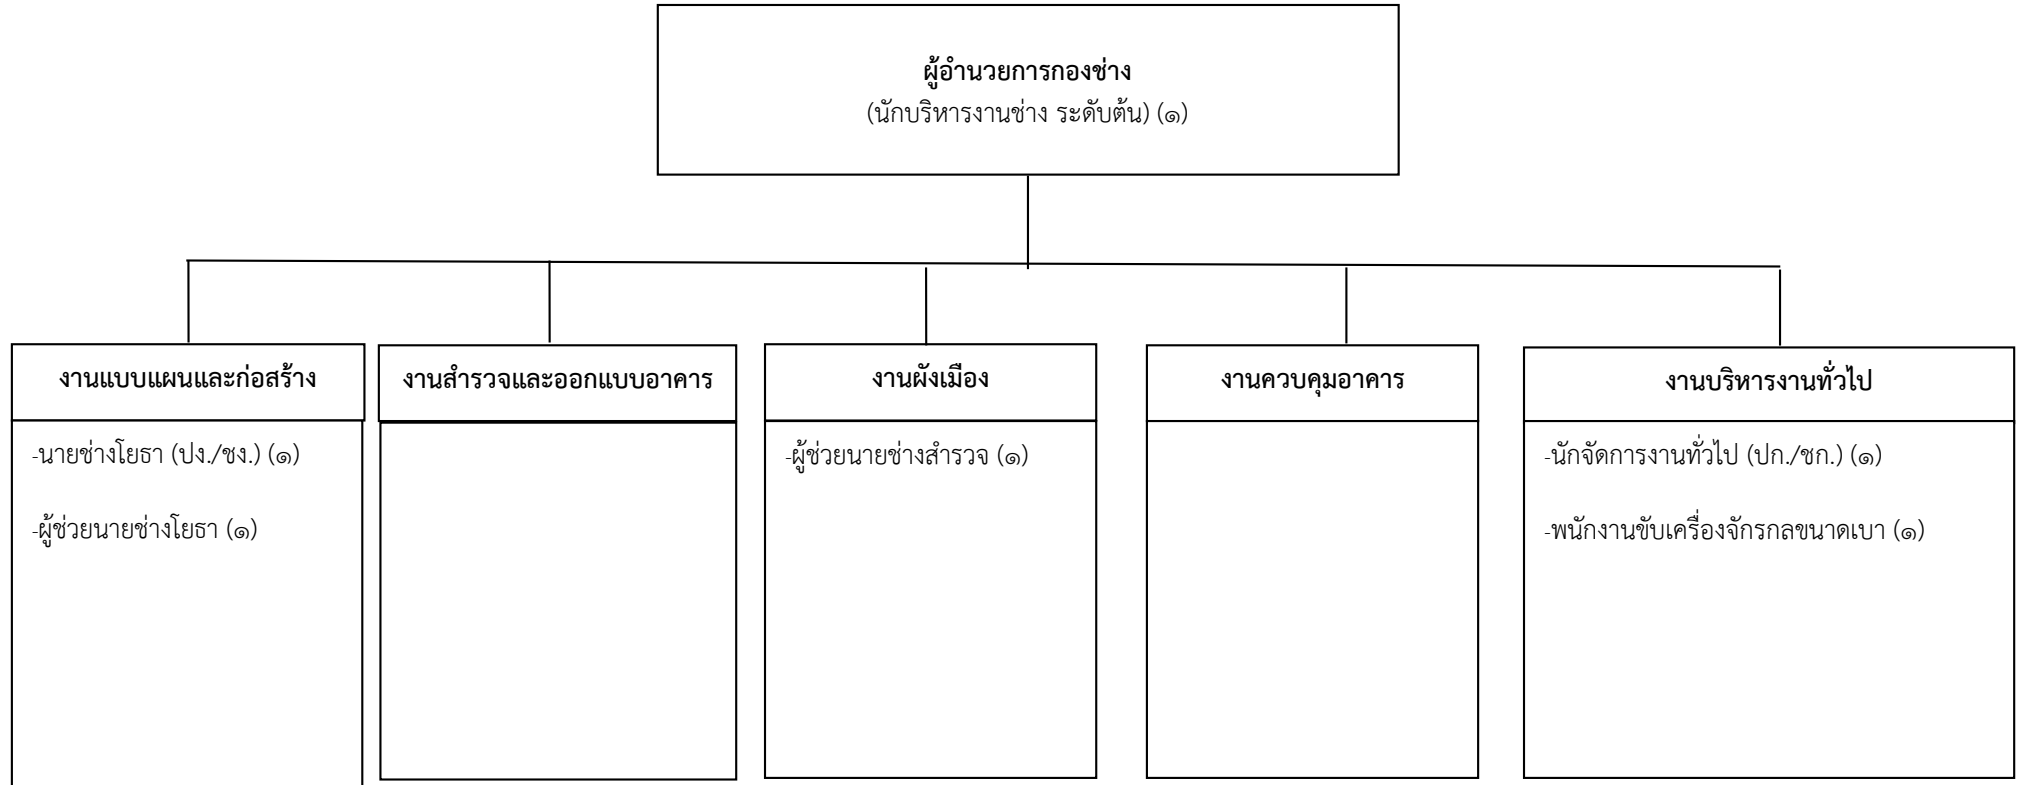 ผู้อำนวยการกองช่าง
(นักบริหารงานช่าง ระดับต้น) (๑)
งานแบบแผนและก่อสร้าง
-นายช่างโยธา (ปง./ชง.) (๑)
-ผู้ช่วยนายช่างโยธา (๑)
งานสำรวจและออกแบบอาคาร
งานผังเมือง
-ผู้ช่วยนายช่างสำรวจ (๑)
งานควบคุมอาคาร
งานบริหารงานทั่วไป
-นักจัดการงานทั่วไป (ปก./ชก.) (๑)
-พนักงานขับเครื่องจักรกลขนาดเบา (๑)